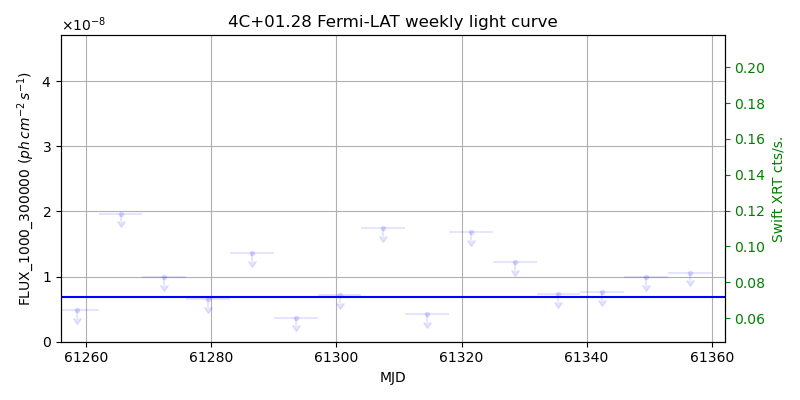 4C+01.28 Fermi-LAT weekly light curve
×10⁻⁸
FLUX_1000_300000 (ph cm⁻² s⁻¹)
4
3
2
1
0
0.20
0.18
0.16
0.14
0.12
0.10
0.08
0.06
Swift XRT cts/s.
61260 61280 61300 61320 61340 61360
MJD